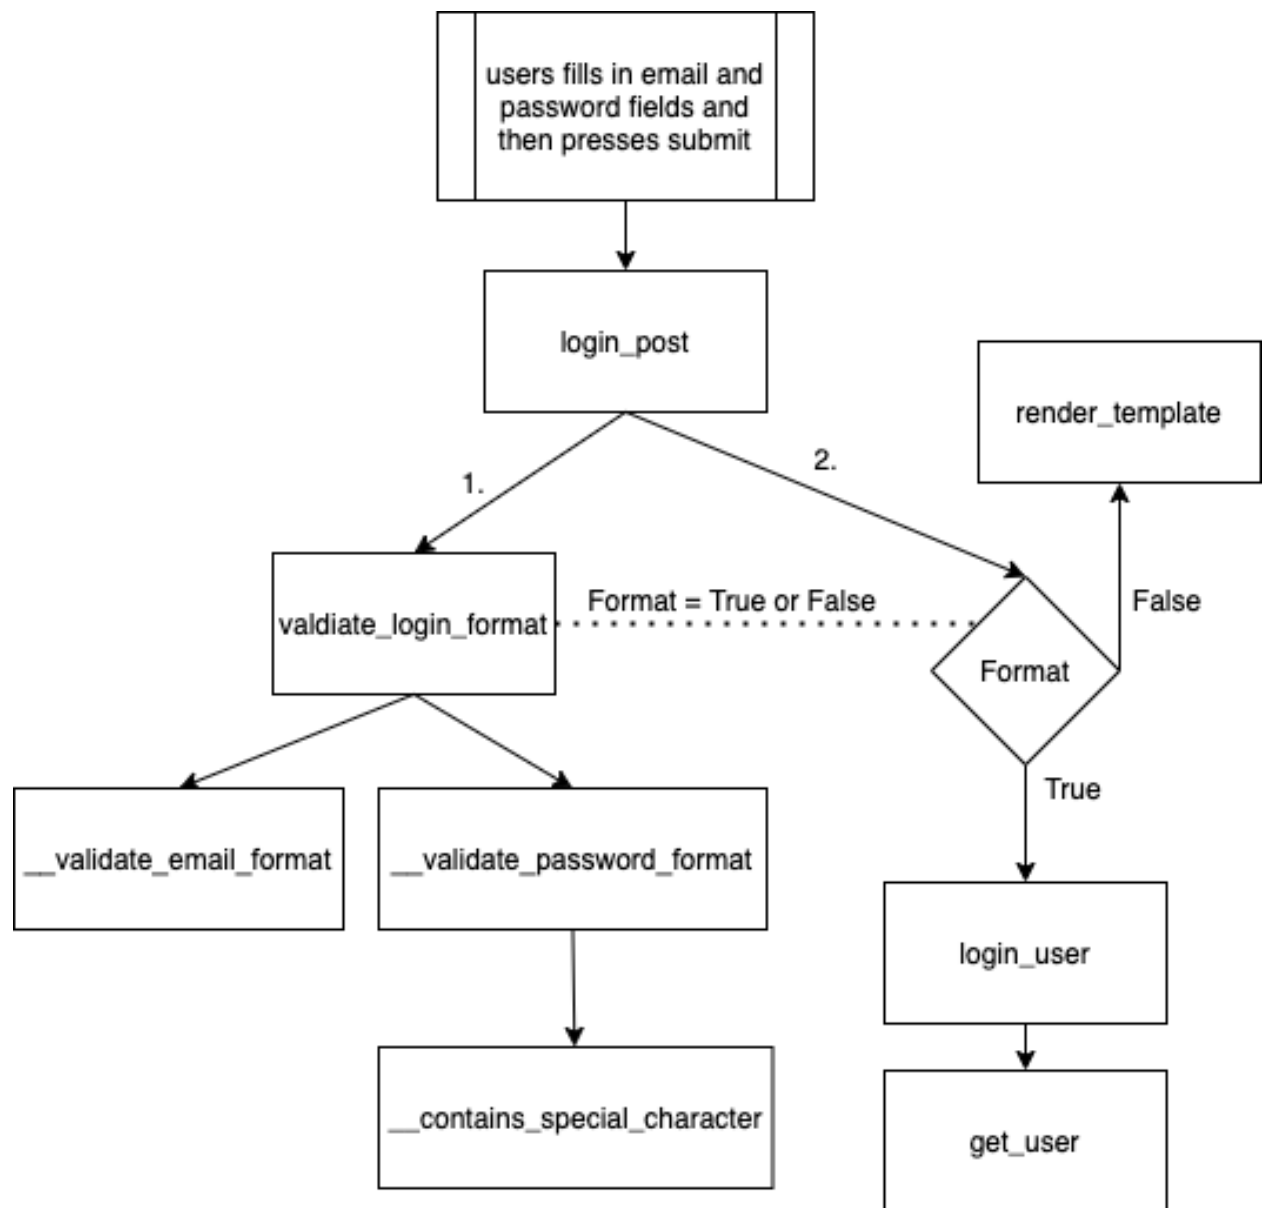 users fills in email and
password fields and
then presses submit
login_post
render_template
1.
2.
valdiate_login_format
Format = True or False
False
Format
True
__validate_email_format
__validate_password_format
login_user
__contains_special_character
get_user